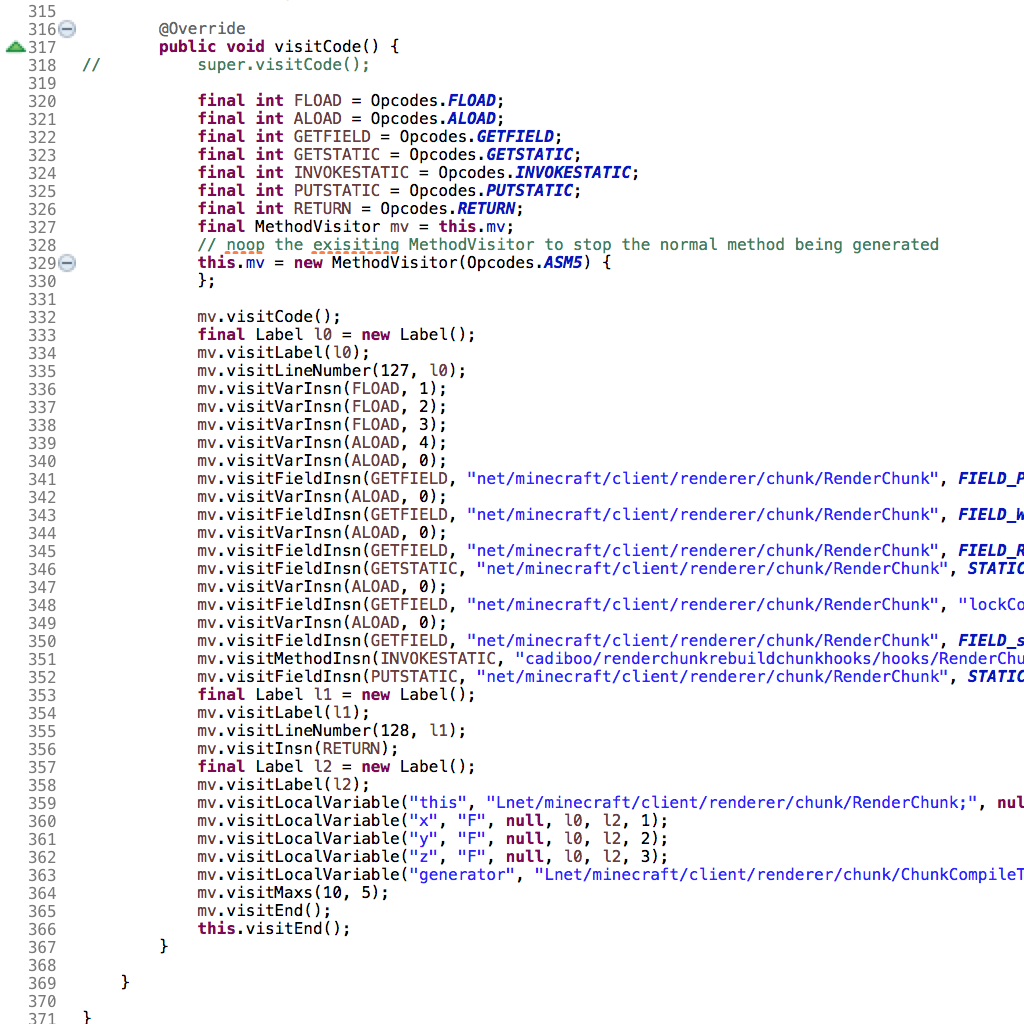 315
316 @Override
317 public void visitCode() {
318 // super.visitCode();
319
320 final int FLOAD = Opcodes.FLOAD;
321 final int ALOAD = Opcodes.ALOAD;
322 final int GETFIELD = Opcodes.GETFIELD;
323 final int GETSTATIC = Opcodes.GETSTATIC;
324 final int INVOKESTATIC = Opcodes.INVOKESTATIC;
325 final int PUTSTATIC = Opcodes.PUTSTATIC;
326 final int RETURN = Opcodes.RETURN;
327 final MethodVisitor mv = this.mv;
328 // noop the exisiting MethodVisitor to stop the normal method being generated
329 this.mv = new MethodVisitor(Opcodes.ASM5) {
330 };
331
332 mv.visitCode();
333 final Label l0 = new Label();
334 mv.visitLabel(l0);
335 mv.visitLineNumber(127, l0);
336 mv.visitVarInsn(FLOAD, 1);
337 mv.visitVarInsn(FLOAD, 2);
338 mv.visitVarInsn(FLOAD, 3);
339 mv.visitVarInsn(ALOAD, 4);
340 mv.visitVarInsn(ALOAD, 0);
341 mv.visitFieldInsn(GETFIELD, "net/minecraft/client/renderer/chunk/RenderChunk", FIELD_P
342 mv.visitVarInsn(ALOAD, 0);
343 mv.visitFieldInsn(GETFIELD, "net/minecraft/client/renderer/chunk/RenderChunk", FIELD_W
344 mv.visitVarInsn(ALOAD, 0);
345 mv.visitFieldInsn(GETFIELD, "net/minecraft/client/renderer/chunk/RenderChunk", FIELD_R
346 mv.visitFieldInsn(GETSTATIC, "net/minecraft/client/renderer/chunk/RenderChunk", STATIC
347 mv.visitVarInsn(ALOAD, 0);
348 mv.visitFieldInsn(GETFIELD, "net/minecraft/client/renderer/chunk/RenderChunk", "lockCo
349 mv.visitVarInsn(ALOAD, 0);
350 mv.visitFieldInsn(GETFIELD, "net/minecraft/client/renderer/chunk/RenderChunk", FIELD_s
351 mv.visitMethodInsn(INVOKESTATIC, "cadiboo/renderchunkrebuildchunkhooks/hooks/RenderChu
352 mv.visitFieldInsn(PUTSTATIC, "net/minecraft/client/renderer/chunk/RenderChunk", STATIC
353 final Label l1 = new Label();
354 mv.visitLabel(l1);
355 mv.visitLineNumber(128, l1);
356 mv.visitInsn(RETURN);
357 final Label l2 = new Label();
358 mv.visitLabel(l2);
359 mv.visitLocalVariable("this", "Lnet/minecraft/client/renderer/chunk/RenderChunk;", nul
360 mv.visitLocalVariable("x", "F", null, l0, l2, 1);
361 mv.visitLocalVariable("y", "F", null, l0, l2, 2);
362 mv.visitLocalVariable("z", "F", null, l0, l2, 3);
363 mv.visitLocalVariable("generator", "Lnet/minecraft/client/renderer/chunk/ChunkCompileT
364 mv.visitMaxs(10, 5);
365 mv.visitEnd();
366 this.visitEnd();
367 }
368
369 }
370
371 }